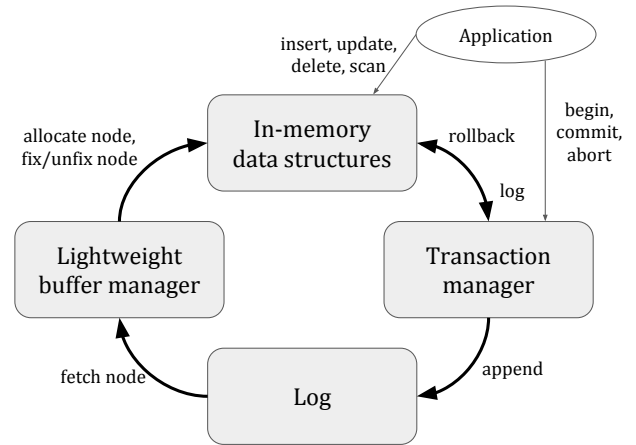 Application
insert, update,
delete, scan
begin,
commit,
abort
In-memory
data structures
allocate node,
fix/unfix node
rollback
log
Lightweight
buffer manager
Transaction
manager
fetch node
append
Log